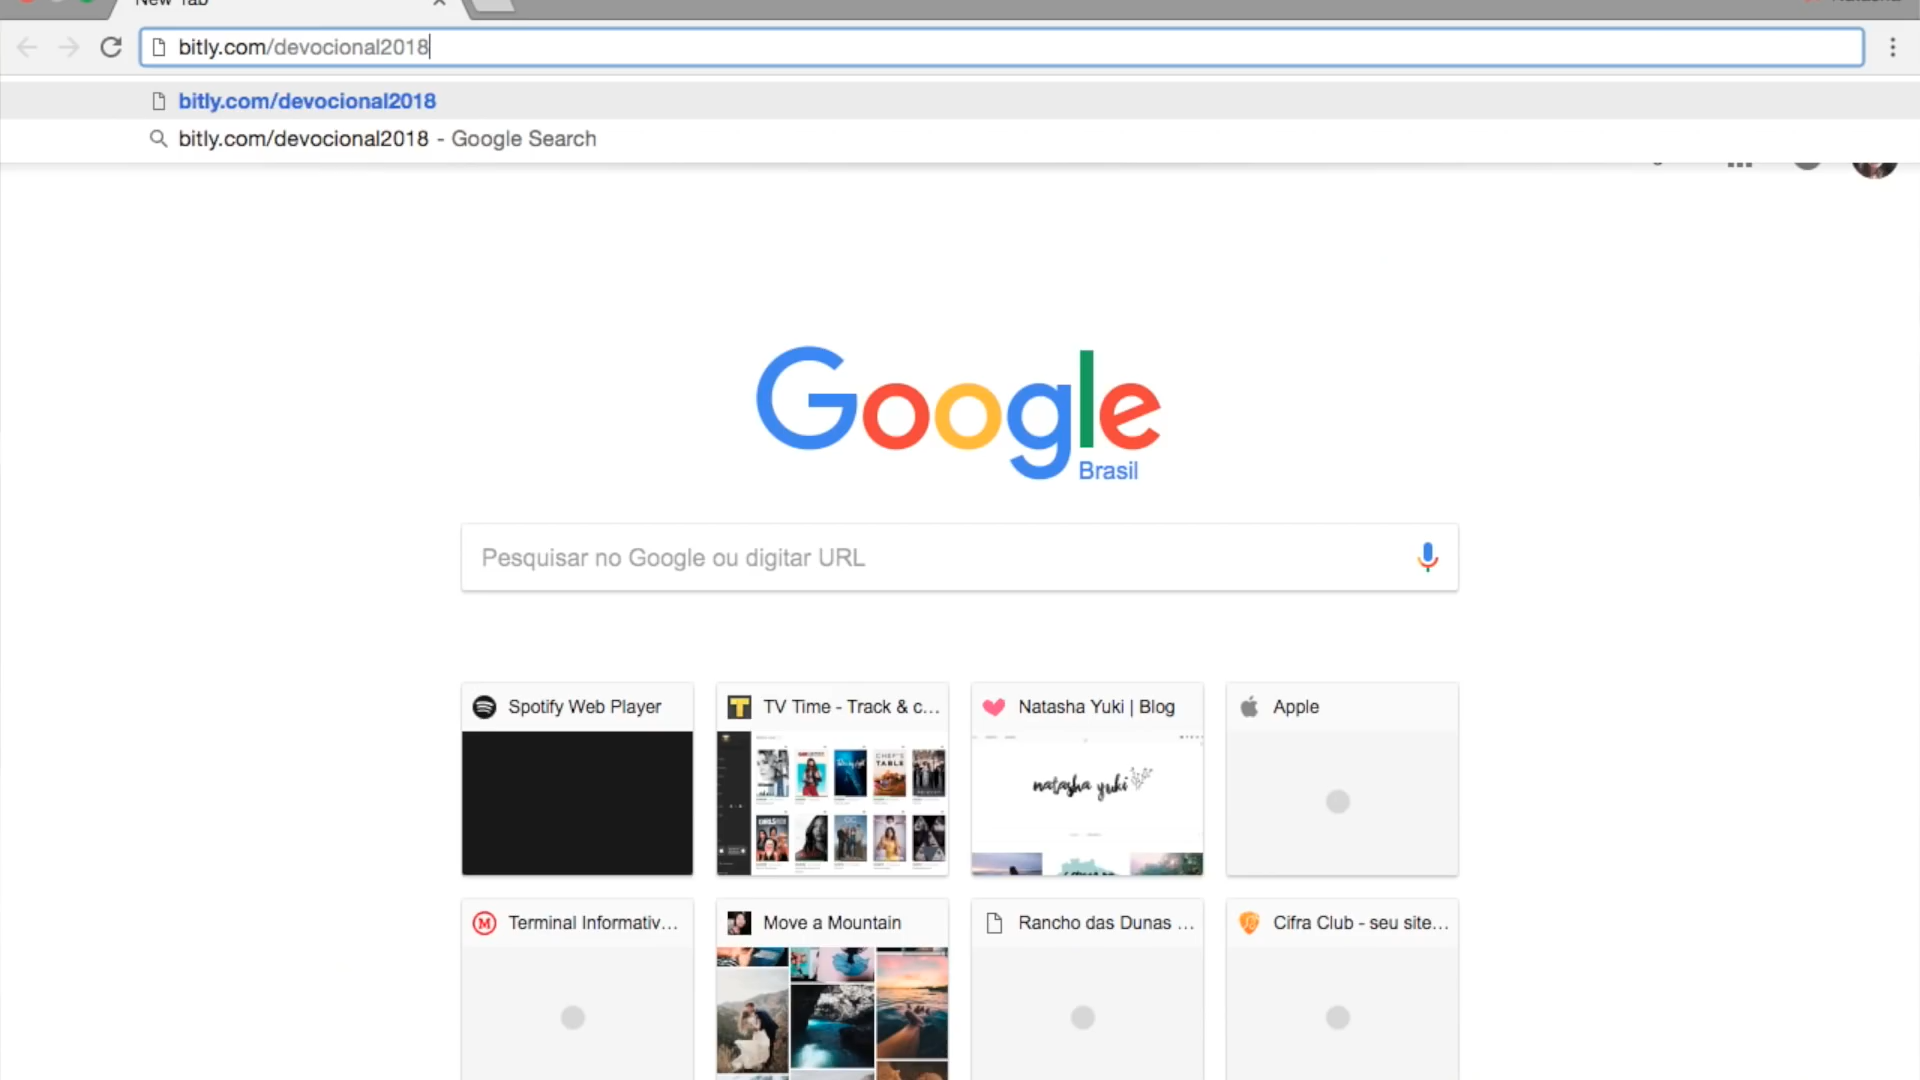 New Tab
bitly.com/devocional2018
bitly.com/devocional2018
bitly.com/devocional2018 - Google Search
Google
Brasil
Pesquisar no Google ou digitar URL
Spotify Web Player
TV Time - Track & c...
Natasha Yuki | Blog
Apple
CHEF'S
TABLE
natasha yuki
Terminal Informativ...
Move a Mountain
Rancho das Dunas ...
Cifra Club - seu site...